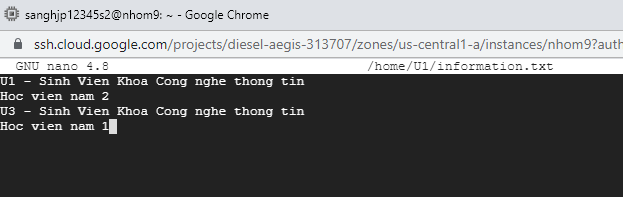 sanghjp12345s2@nhom9: ~ - Google Chrome
ssh.cloud.google.com/projects/diesel-aegis-313707/zones/us-central1-a/instances/nhom9?auth
GNU nano 4.8 /home/U1/information.txt
U1 - Sinh Vien Khoa Cong nghe thong tin
Hoc vien nam 2
U3 - Sinh Vien Khoa Cong nghe thong tin
Hoc vien nam 1